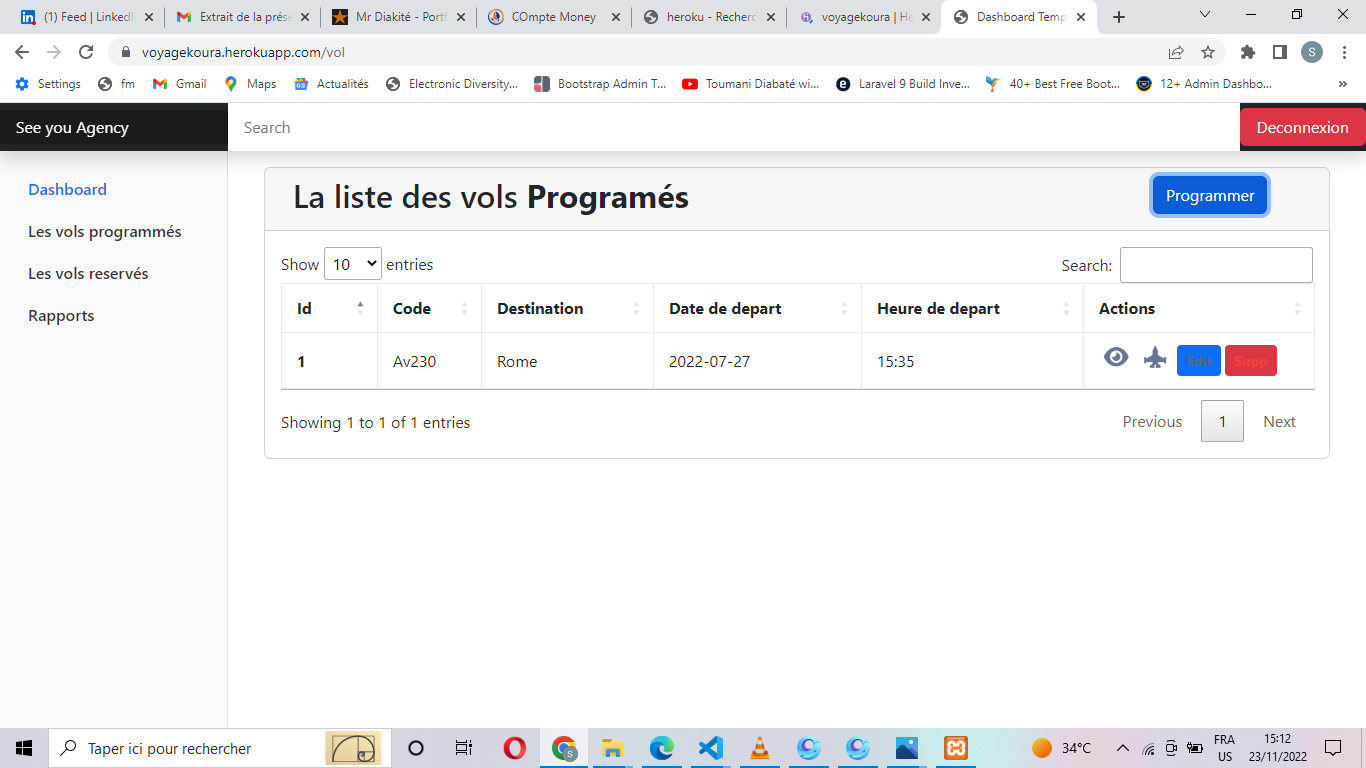 (1) Feed | LinkedI
Extrait de la prése
Mr Diakité - Portf
COmpte Money
heroku - Recherc
voyagekoura | He
Dashboard Temp
voyagekoura.herokuapp.com/vol
S
Settings
fm
Gmail
Maps
Actualités
Electronic Diversity...
Bootstrap Admin T...
Toumani Diabaté wi...
Laravel 9 Build Inve...
40+ Best Free Boot...
12+ Admin Dashbo...
»
See you Agency
Search
Deconnexion
Dashboard
Les vols programmés
Les vols reservés
Rapports
La liste des vols Programés
Programmer
Show 10 entries
Search:
Id Code Destination Date de depart Heure de depart Actions
1 Av230 Rome 2022-07-27 15:35 Edit Supp
Showing 1 to 1 of 1 entries
Previous 1 Next
Taper ici pour rechercher
34°C
FRA
US
15:12
23/11/2022